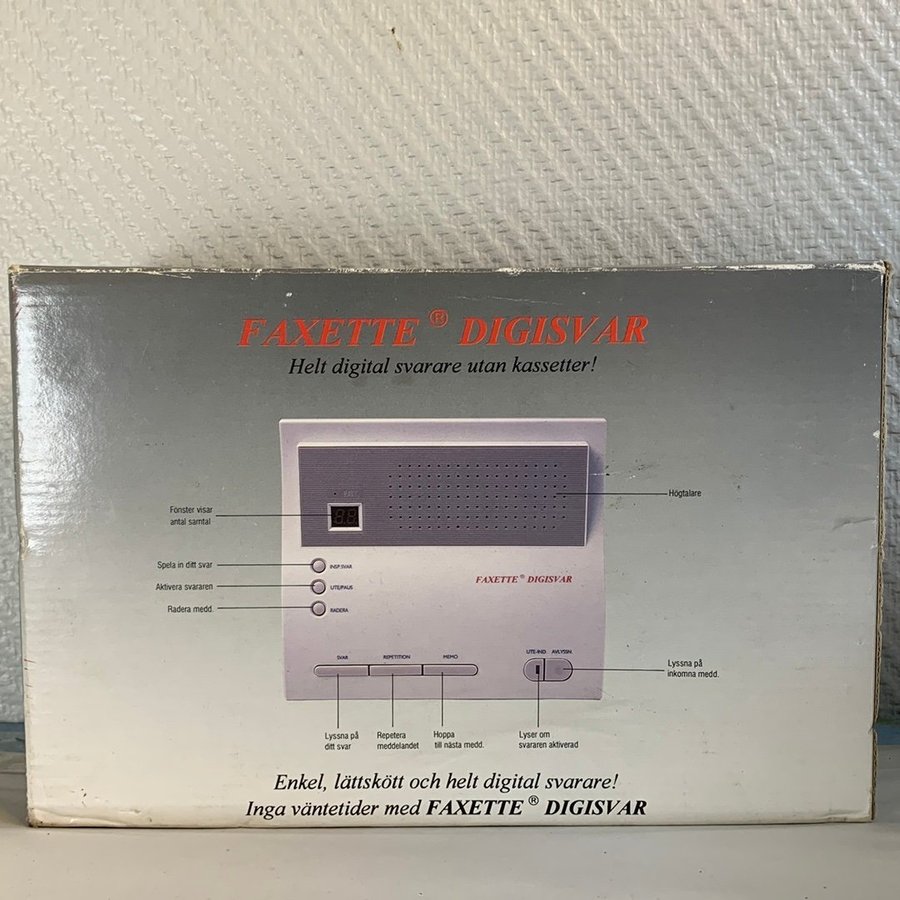 FAXETTE ® DIGISVAR
Helt digital svarare utan kassetter!
Högtalare
Fönster visar
antal samtal
Spela in ditt svar
INSP.SVAR
Aktivera svararen
UTE/PAUS
FAXETTE ® DIGISVAR
Radera medd.
RADERA
SVAR
REPETITION
MEMO
UTE-IND
AVLYSSN.
Lyssna på
inkomna medd.
Lyssna på
ditt svar
Repetera
meddelandet
Hoppa
till nästa medd.
Lyser om
svararen aktiverad
Enkel, lättskött och helt digital svarare!
Inga väntetider med FAXETTE ® DIGISVAR